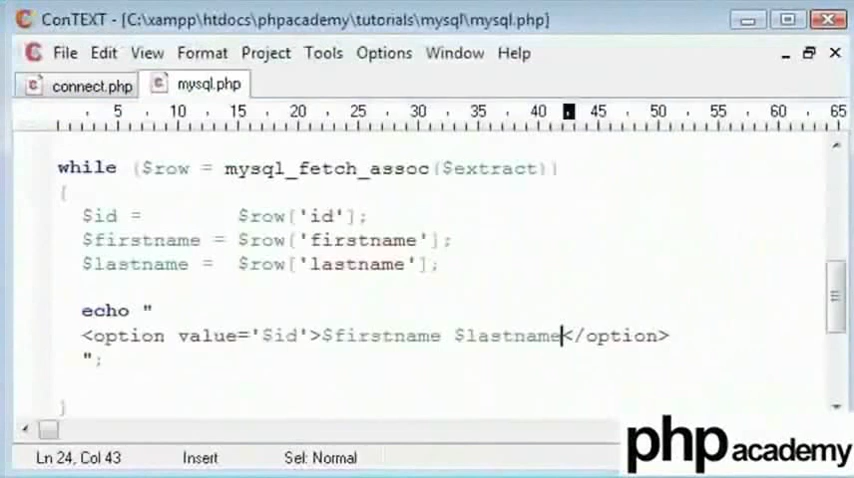 ConTEXT - [C:\xampp\htdocs\phpacademy\tutorials\mysql\mysql.php]
File Edit View Format Project Tools Options Window Help
connect.php mysql.php
5 10 15 20 25 30 35 40 45 50 55 60 65
while ($row = mysql_fetch_assoc($extract))
{
$id = $row['id'];
$firstname = $row['firstname'];
$lastname = $row['lastname'];
echo "
<option value='$id'>$firstname $lastname</option>
";
}
Ln 24, Col 43 Insert Sel: Normal
php academy